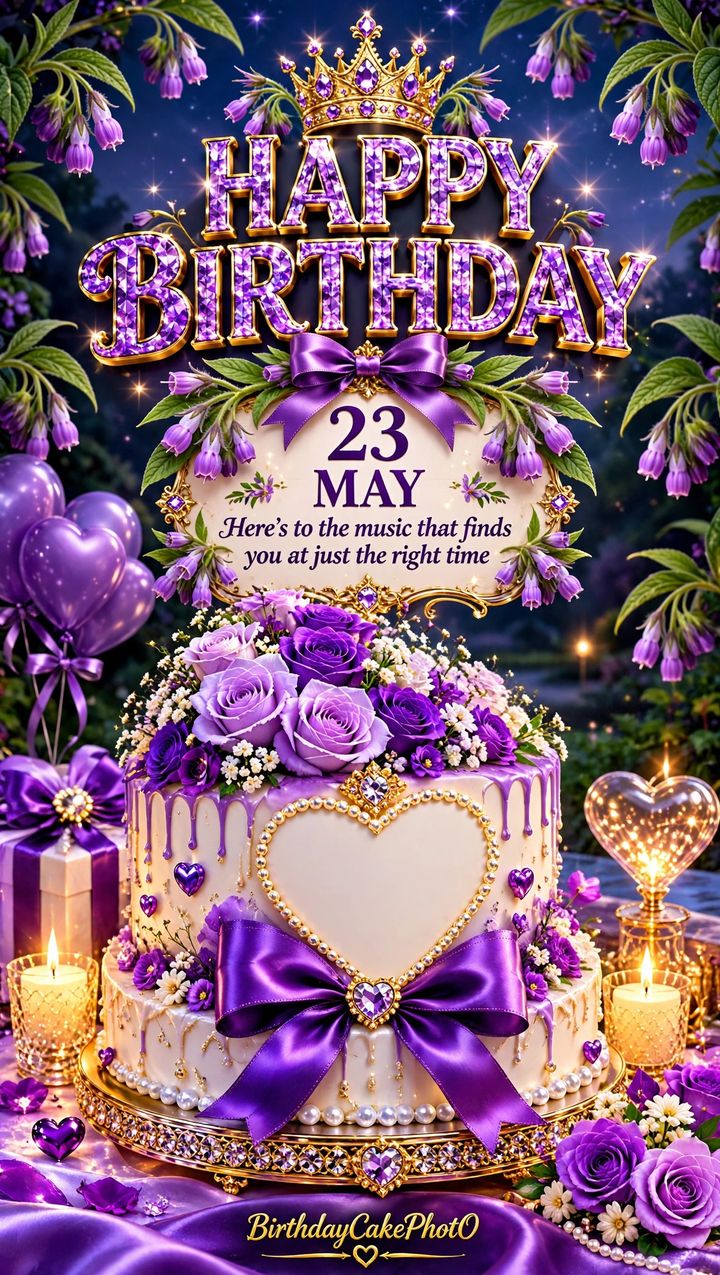 HAPPY
BIRTHDAY
23
MAY
Here's to the music that finds
you at just the right time
BirthdayCakePhotO